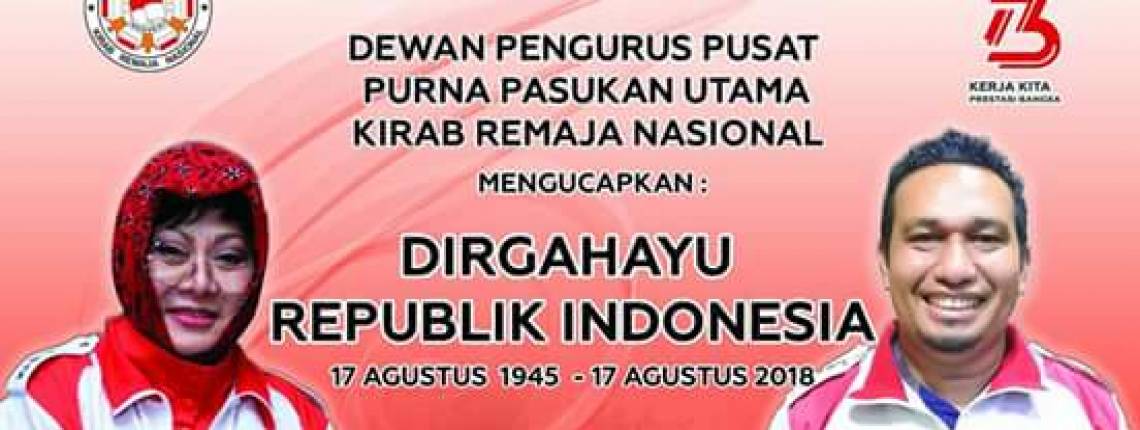 KIRAB REMAJA NASIONAL
DEWAN PENGURUS PUSAT
PURNA PASUKAN UTAMA
KIRAB REMAJA NASIONAL
MENGUCAPKAN :
DIRGAHAYU
REPUBLIK INDONESIA
17 AGUSTUS 1945 - 17 AGUSTUS 2018
73
KERJA KITA
PRESTASI BANGSA